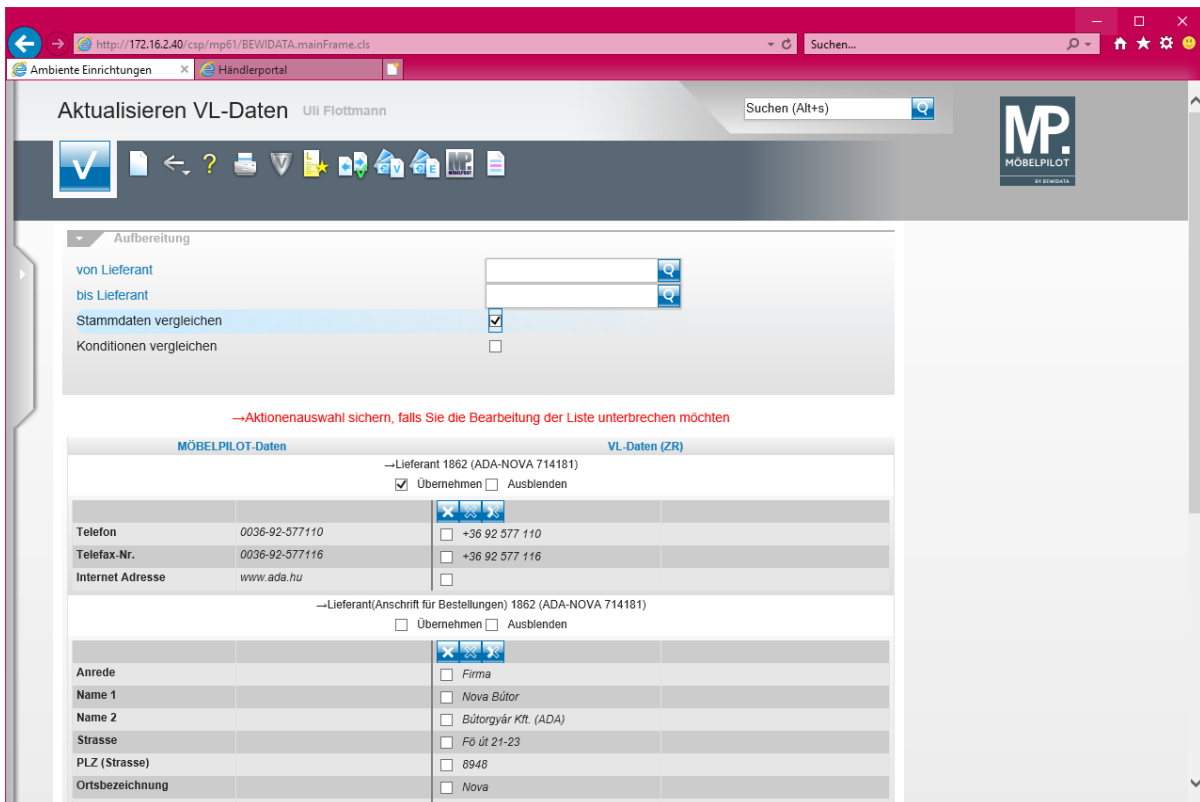 http://172.16.2.40/csp/mp61/BEWIDATA.mainFrame.cls
Suchen...
Ambiente Einrichtungen
Händlerportal
Aktualisieren VL-Daten Uli Flottmann
Suchen (Alt+s)
MP.
MÖBELPILOT
BY BEWIDATA
Aufbereitung
von Lieferant
bis Lieferant
Stammdaten vergleichen
Konditionen vergleichen
→Aktionenauswahl sichern, falls Sie die Bearbeitung der Liste unterbrechen möchten
MÖBELPILOT-Daten VL-Daten (ZR)
→Lieferant 1862 (ADA-NOVA 714181)
Übernehmen Ausblenden
Telefon 0036-92-577110 +36 92 577 110
Telefax-Nr. 0036-92-577116 +36 92 577 116
Internet Adresse www.ada.hu
→Lieferant(Anschrift für Bestellungen) 1862 (ADA-NOVA 714181)
Übernehmen Ausblenden
Anrede Firma
Name 1 Nova Bútor
Name 2 Bútorgyár Kft. (ADA)
Strasse Fö út 21-23
PLZ (Strasse) 8948
Ortsbezeichnung Nova